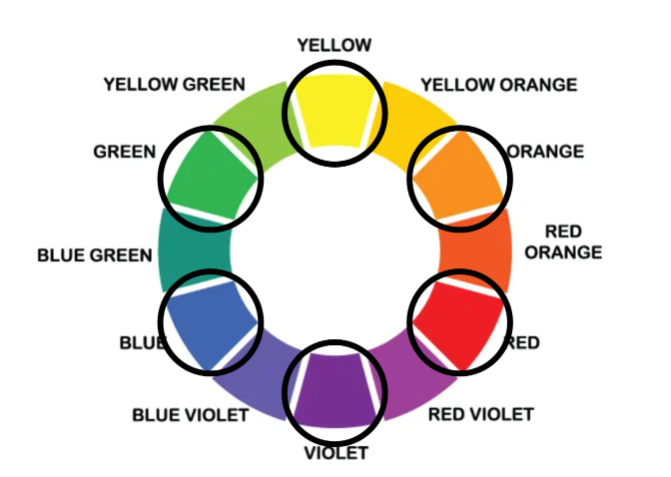 YELLOW
YELLOW GREEN
YELLOW ORANGE
GREEN
ORANGE
BLUE GREEN
RED
ORANGE
BLUE
RED
BLUE VIOLET
RED VIOLET
VIOLET